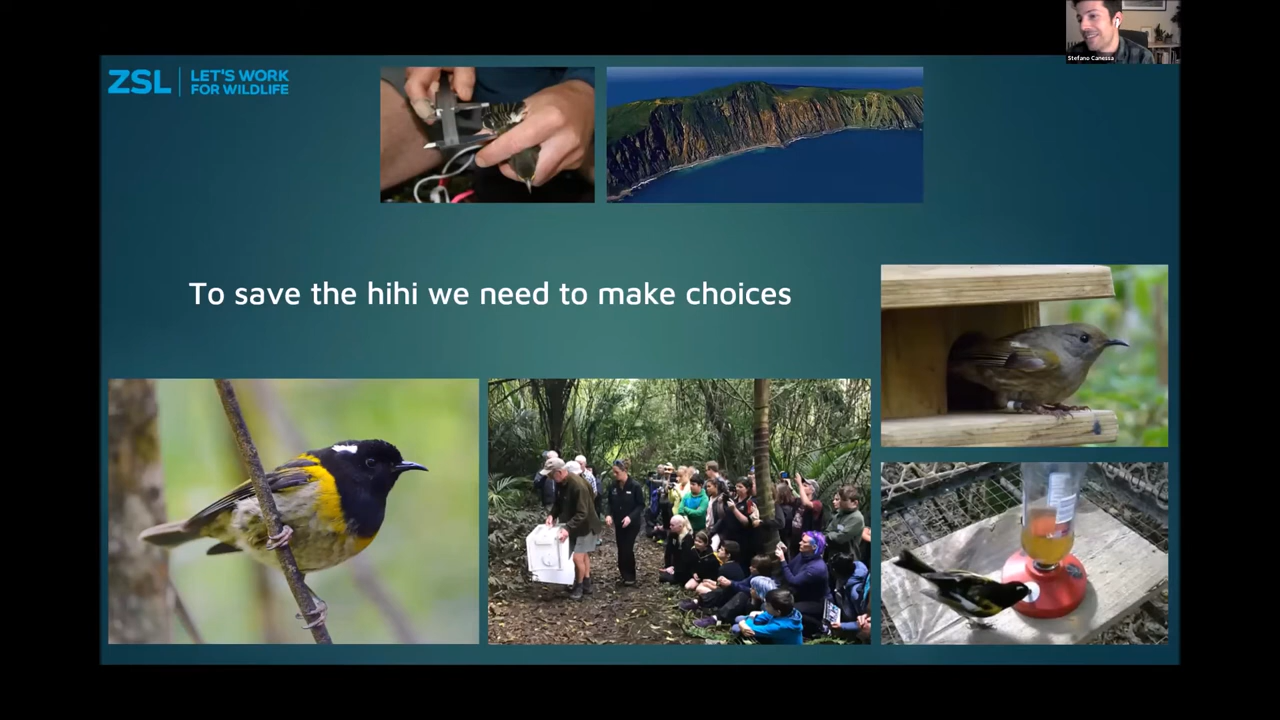 Stefano Canessa
ZSL
LET'S WORK
FOR WILDLIFE
To save the hihi we need to make choices